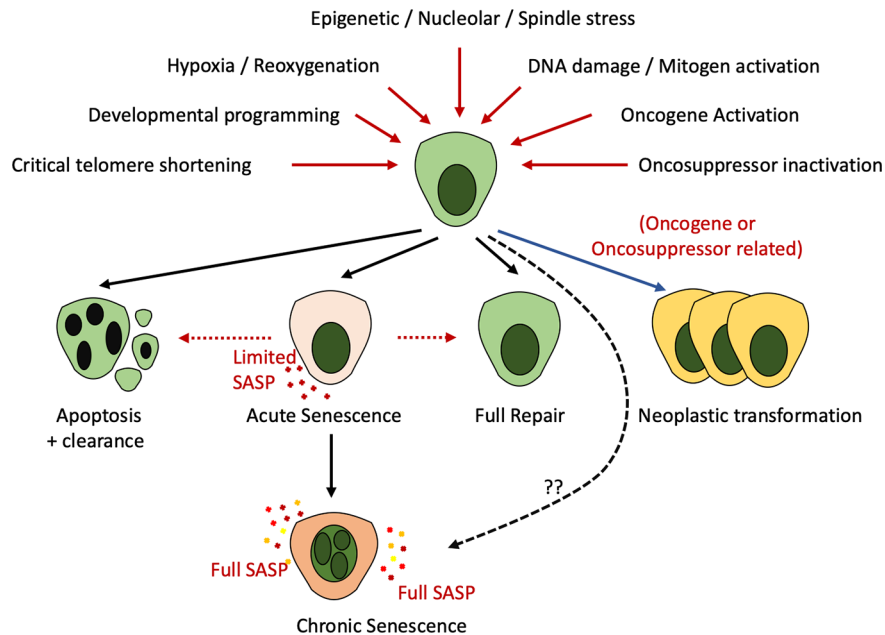 Epigenetic / Nucleolar / Spindle stress
Hypoxia / Reoxygenation
DNA damage / Mitogen activation
Developmental programming
Oncogene Activation
Critical telomere shortening
Oncosuppressor inactivation
(Oncogene or
Oncosuppressor related)
Limited
SASP
Apoptosis
+ clearance
Acute Senescence
Full Repair
Neoplastic transformation
??
Full SASP
Full SASP
Chronic Senescence